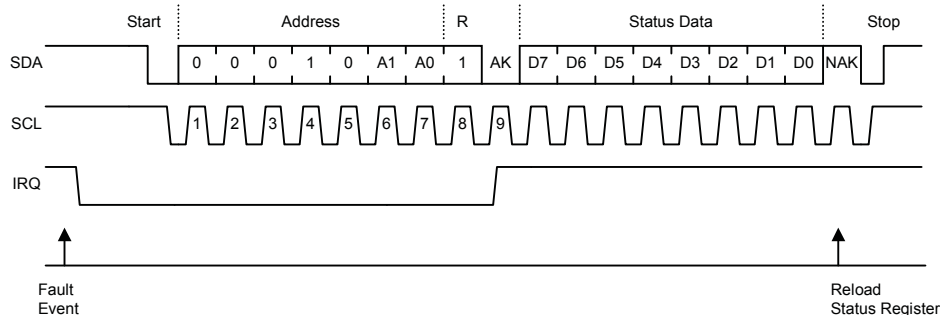 Start Address R Status Data Stop
SDA 0 0 0 1 0 A1 A0 1 AK D7 D6 D5 D4 D3 D2 D1 D0 NAK
SCL 1 2 3 4 5 6 7 8 9
IRQ
Fault
Event
Reload
Status Register